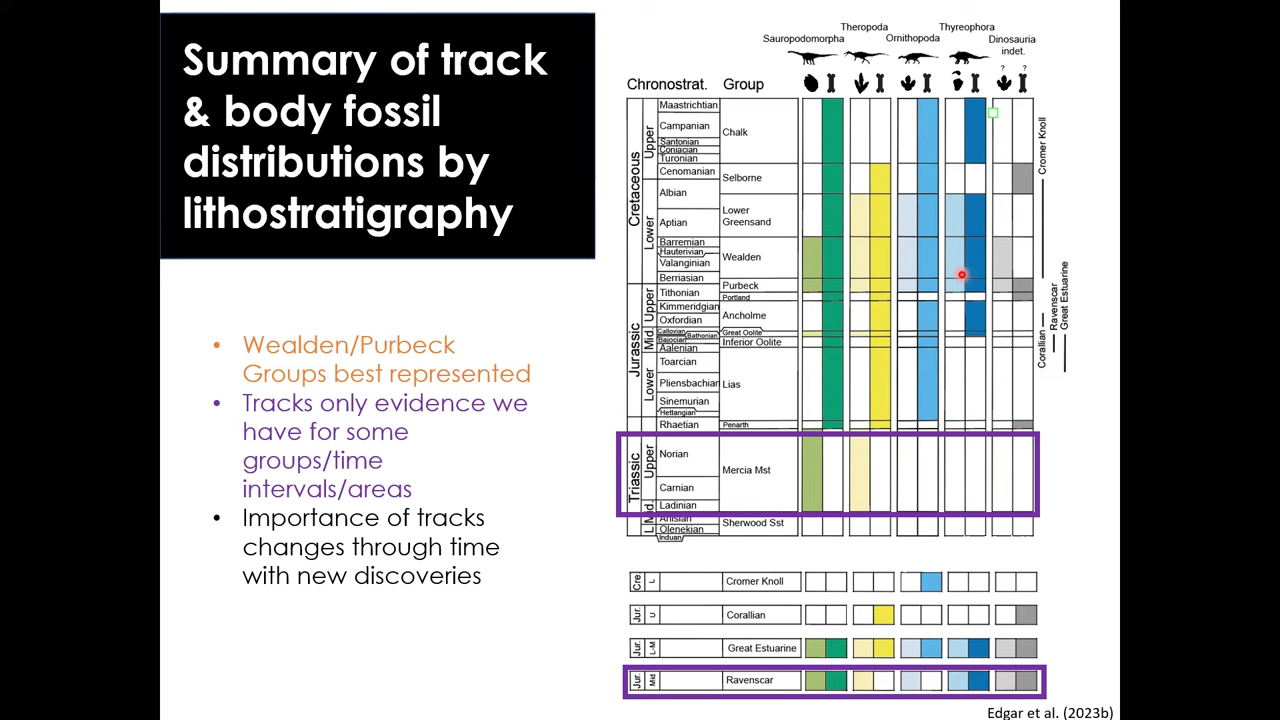 Summary of track
& body fossil
distributions by
lithostratigraphy
• Wealden/Purbeck
Groups best represented
• Tracks only evidence we
have for some
groups/time
intervals/areas
• Importance of tracks
changes through time
with new discoveries
Sauropodomorpha
Theropoda
Ornithopoda
Thyreophora
Dinosauria
indet.
? ?
Chronostrat. Group
Cretaceous
Upper
Lower
Maastrichtian
Campanian
Santonian
Coniacian
Turonian
Cenomanian
Albian
Aptian
Barremian
Hauterivian
Valanginian
Berriasian
Jurassic
Upper
Mid.
Lower
Tithonian
Kimmeridgian
Oxfordian
Callovian
Bathonian
Bajocian
Aalenian
Toarcian
Pliensbachian
Sinemurian
Hettangian
Triassic
Upper
Mid.
L
Rhaetian
Norian
Carnian
Ladinian
Anisian
Olenekian
Induan
Chalk
Selborne
Lower
Greensand
Wealden
Purbeck
Portland
Ancholme
Great Oolite
Inferior Oolite
Lias
Penarth
Mercia Mst
Sherwood Sst
Cromer Knoll
Corallian
Ravenscar
Great Estuarine
Cre. L Cromer Knoll
Jur. U Corallian
Jur. L-M Great Estuarine
Jur. Mid Ravenscar
Edgar et al. (2023b)